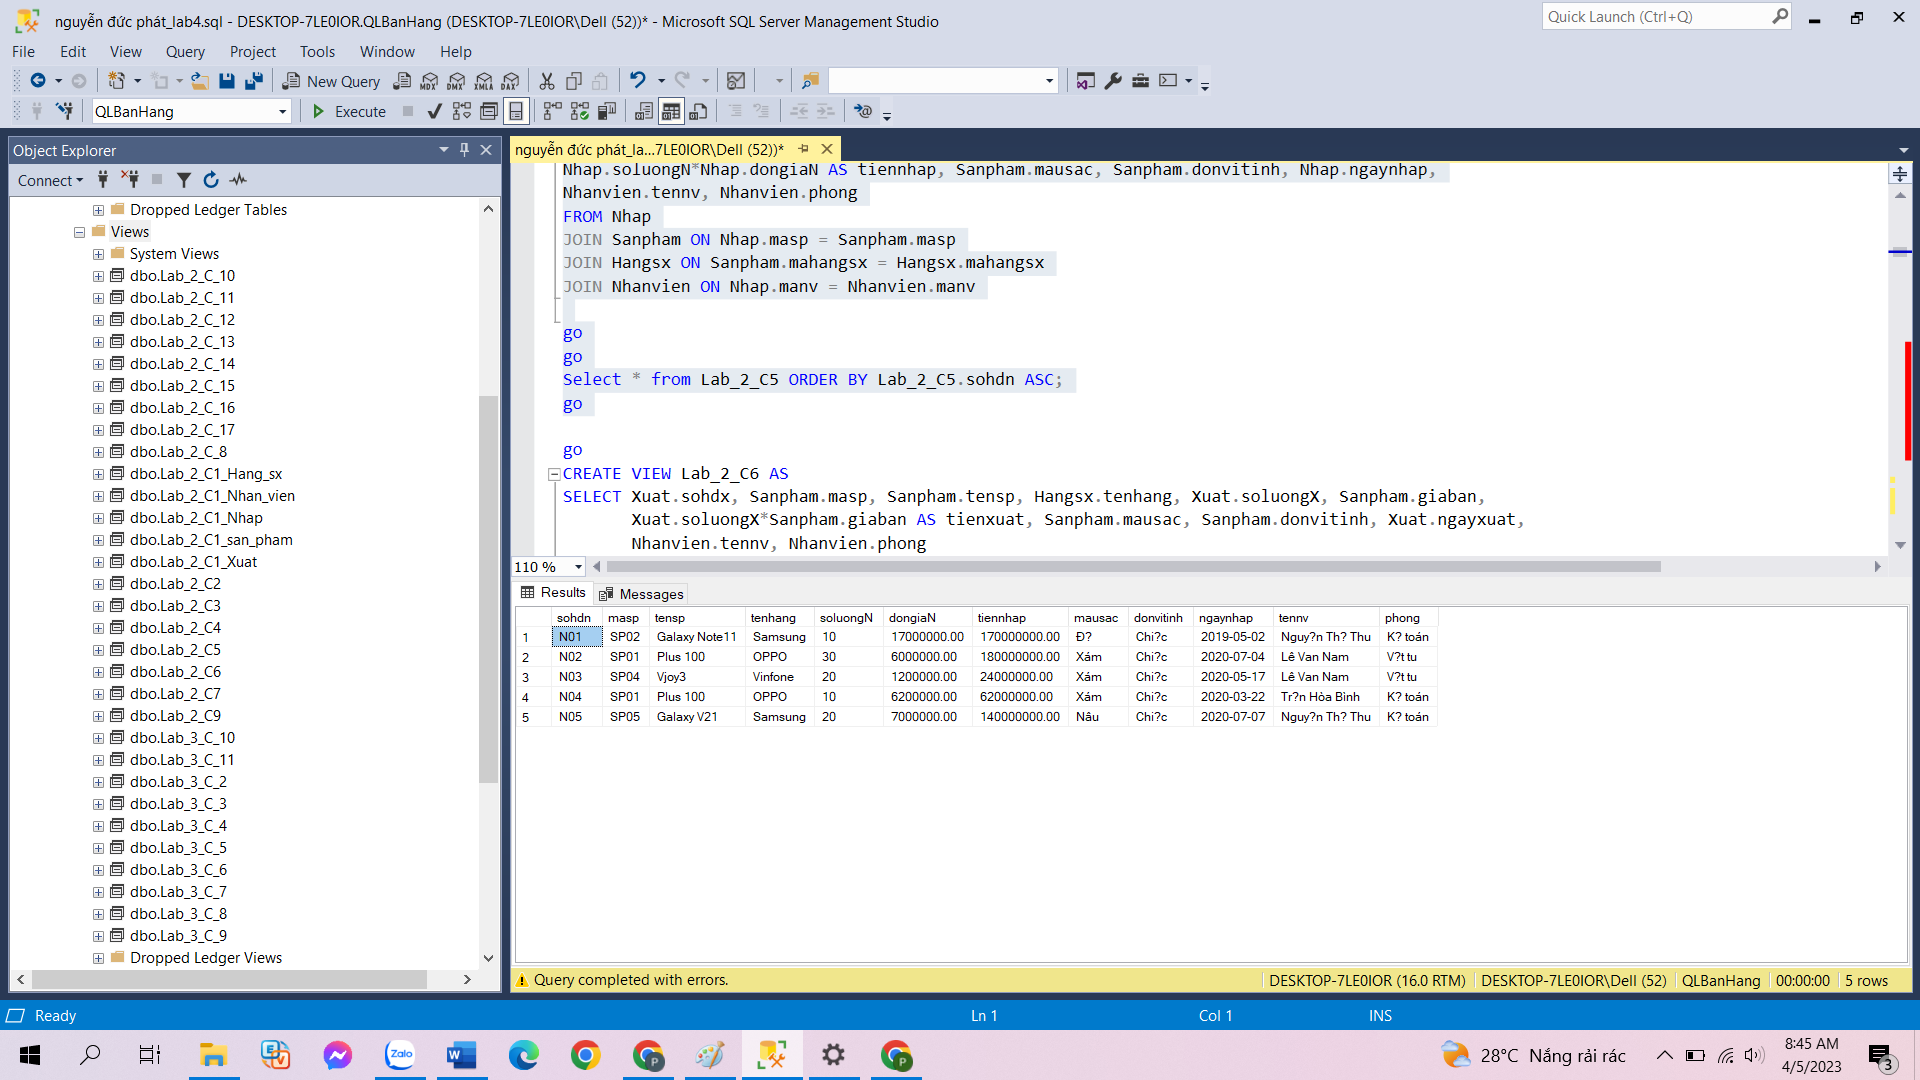 nguyễn đức phát_lab4.sql - DESKTOP-7LE0IOR.QLBanHang (DESKTOP-7LE0IOR\Dell (52))* - Microsoft SQL Server Management Studio
Quick Launch (Ctrl+Q)
File Edit View Query Project Tools Window Help
New Query MDX DMX XMLA DAX
QLBanHang Execute
Object Explorer
Connect
Dropped Ledger Tables
Views
System Views
dbo.Lab_2_C_10
dbo.Lab_2_C_11
dbo.Lab_2_C_12
dbo.Lab_2_C_13
dbo.Lab_2_C_14
dbo.Lab_2_C_15
dbo.Lab_2_C_16
dbo.Lab_2_C_17
dbo.Lab_2_C_8
dbo.Lab_2_C1_Hang_sx
dbo.Lab_2_C1_Nhan_vien
dbo.Lab_2_C1_Nhap
dbo.Lab_2_C1_san_pham
dbo.Lab_2_C1_Xuat
dbo.Lab_2_C2
dbo.Lab_2_C3
dbo.Lab_2_C4
dbo.Lab_2_C5
dbo.Lab_2_C6
dbo.Lab_2_C7
dbo.Lab_2_C9
dbo.Lab_3_C_10
dbo.Lab_3_C_11
dbo.Lab_3_C_2
dbo.Lab_3_C_3
dbo.Lab_3_C_4
dbo.Lab_3_C_5
dbo.Lab_3_C_6
dbo.Lab_3_C_7
dbo.Lab_3_C_8
dbo.Lab_3_C_9
Dropped Ledger Views
nguyễn đức phát_la...7LE0IOR\Dell (52))*
Nhap.soluongN*Nhap.dongiaN AS tiennhap, Sanpham.mausac, Sanpham.donvitinh, Nhap.ngaynhap,
Nhanvien.tennv, Nhanvien.phong
FROM Nhap
JOIN Sanpham ON Nhap.masp = Sanpham.masp
JOIN Hangsx ON Sanpham.mahangsx = Hangsx.mahangsx
JOIN Nhanvien ON Nhap.manv = Nhanvien.manv
go
go
Select * from Lab_2_C5 ORDER BY Lab_2_C5.sohdn ASC;
go
go
CREATE VIEW Lab_2_C6 AS
SELECT Xuat.sohdx, Sanpham.masp, Sanpham.tensp, Hangsx.tenhang, Xuat.soluongX, Sanpham.giaban,
Xuat.soluongX*Sanpham.giaban AS tienxuat, Sanpham.mausac, Sanpham.donvitinh, Xuat.ngayxuat,
Nhanvien.tennv, Nhanvien.phong
110 %
Results Messages
sohdn masp tensp tenhang soluongN dongiaN tiennhap mausac donvitinh ngaynhap tennv phong
1 N01 SP02 Galaxy Note11 Samsung 10 17000000.00 170000000.00 Đ? Chi?c 2019-05-02 Nguy?n Th? Thu K? toán
2 N02 SP01 Plus 100 OPPO 30 6000000.00 180000000.00 Xám Chi?c 2020-07-04 Lê Van Nam V?t tu
3 N03 SP04 Vjoy3 Vinfone 20 1200000.00 24000000.00 Xám Chi?c 2020-05-17 Lê Van Nam V?t tu
4 N04 SP01 Plus 100 OPPO 10 6200000.00 62000000.00 Xám Chi?c 2020-03-22 Tr?n Hòa Bình K? toán
5 N05 SP05 Galaxy V21 Samsung 20 7000000.00 140000000.00 Nâu Chi?c 2020-07-07 Nguy?n Th? Thu K? toán
Query completed with errors. DESKTOP-7LE0IOR (16.0 RTM) DESKTOP-7LE0IOR\Dell (52) QLBanHang 00:00:00 5 rows
Ready Ln 1 Col 1 INS
Zalo W P P 28°C Nắng rải rác 8:45 AM
4/5/2023 3